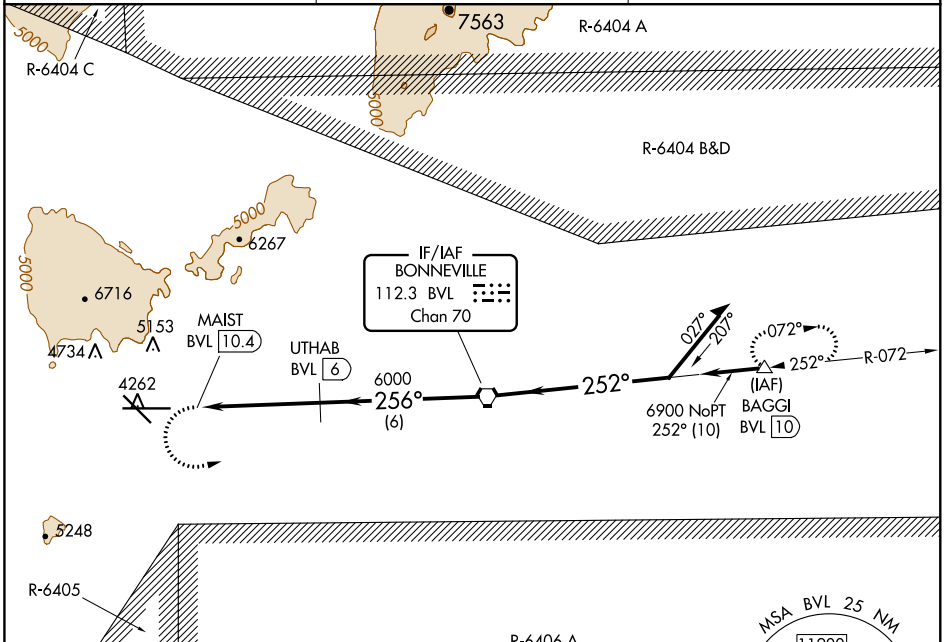 5000
R-6404 C
7563
5000
R-6404 A
R-6404 B&D
5000
6267
5000
6716
5153
4734
4262
MAIST
BVL 10.4
UTHAB
BVL 6
IF/IAF
BONNEVILLE
112.3 BVL
Chan 70
6000
256°
(6)
252°
027°
207°
072°
252°
R-072
6900 NoPT
252° (10)
(IAF)
BAGGI
BVL 10
5248
R-6405
MSA BVL 25 NM